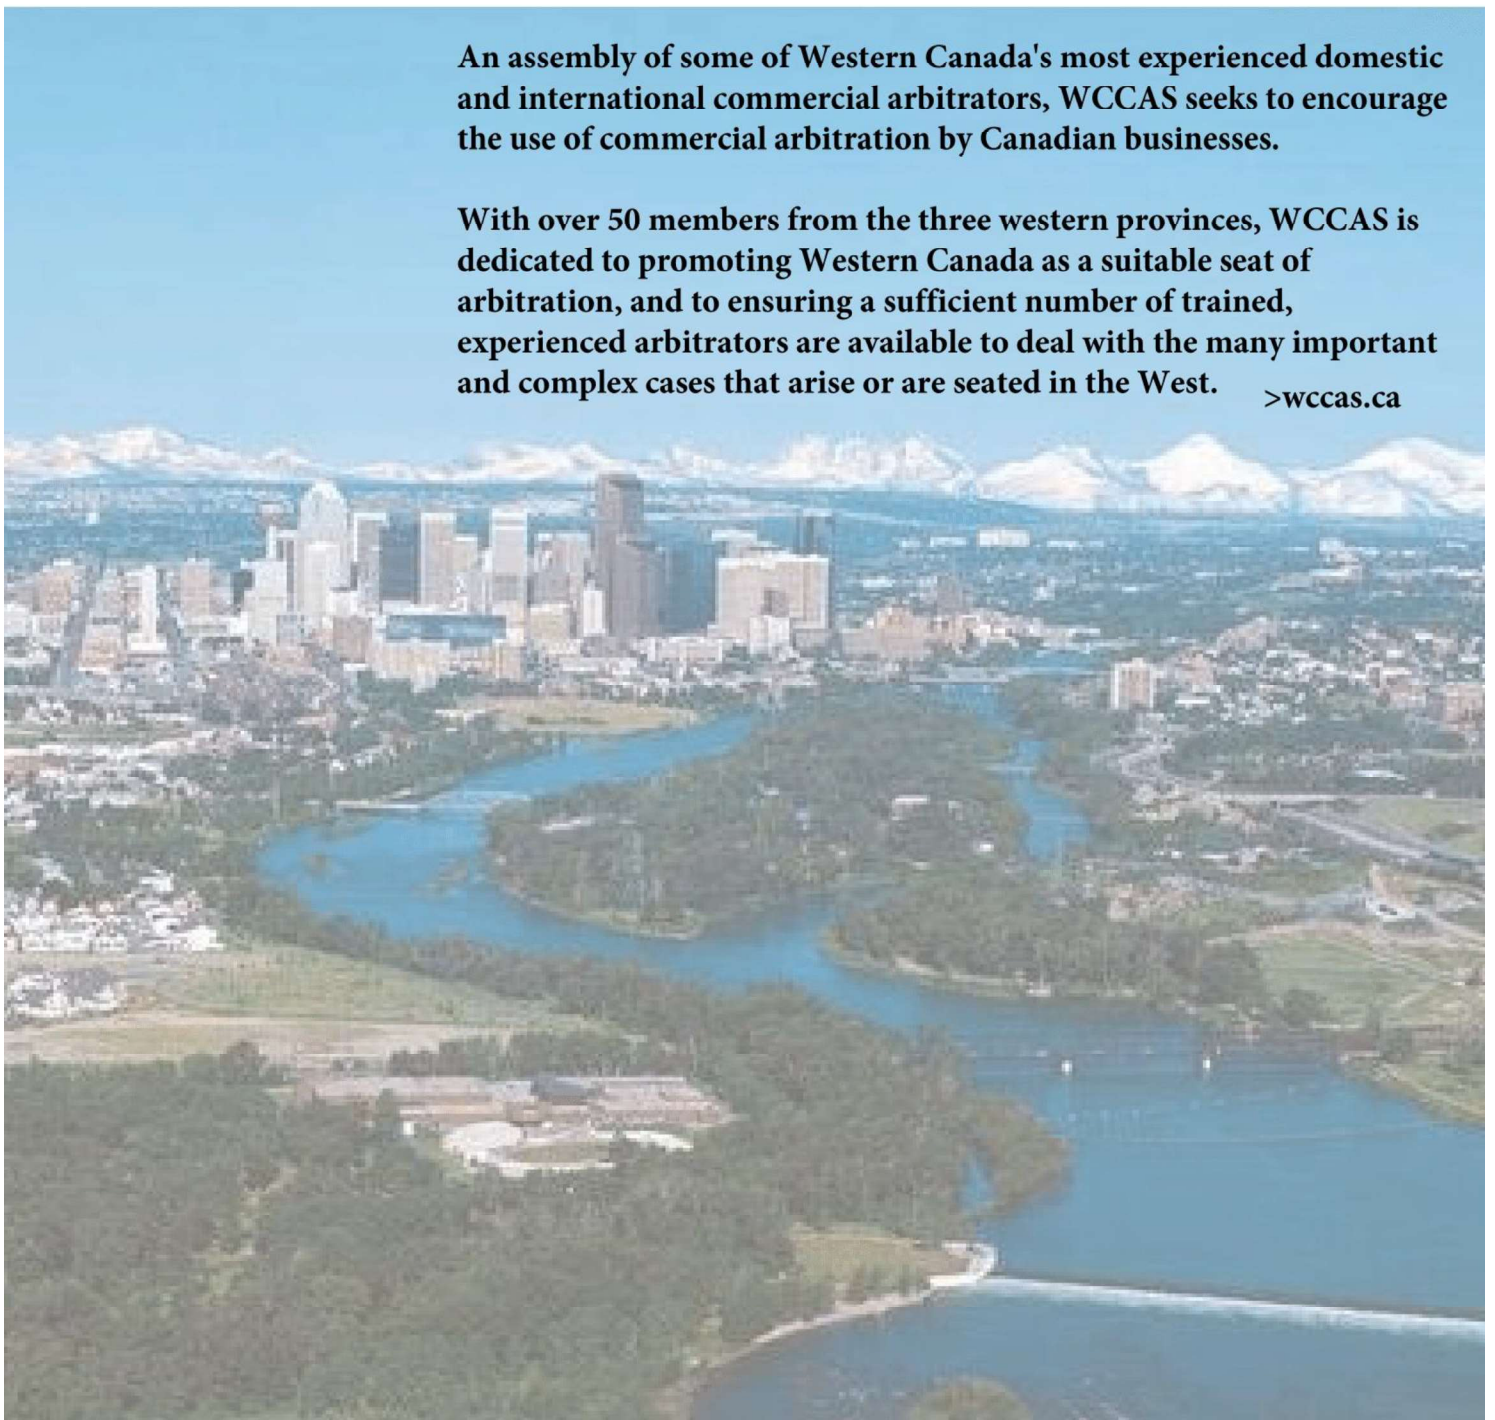 An assembly of some of Western Canada's most experienced domestic
and international commercial arbitrators, WCCAS seeks to encourage
the use of commercial arbitration by Canadian businesses.
With over 50 members from the three western provinces, WCCAS is
dedicated to promoting Western Canada as a suitable seat of
arbitration, and to ensuring a sufficient number of trained,
experienced arbitrators are available to deal with the many important
and complex cases that arise or are seated in the West.
>wccas.ca